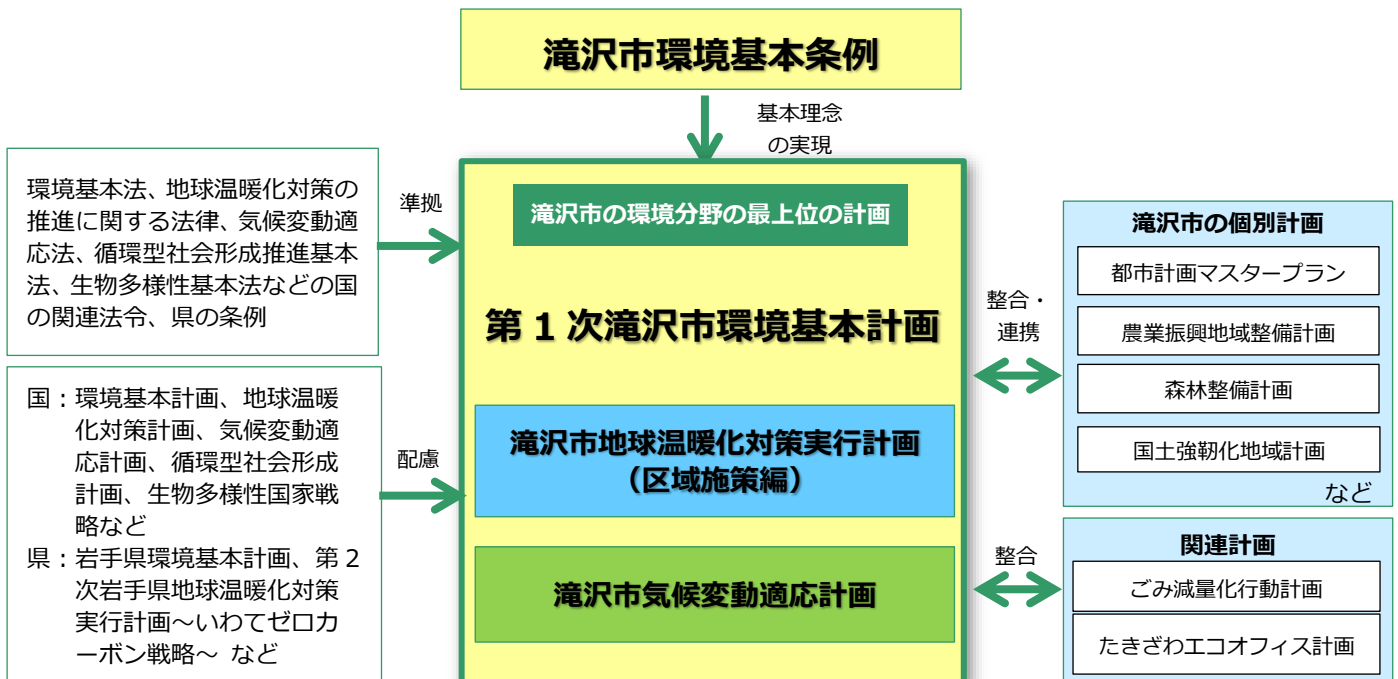 滝沢市環境基本条例
基本理念
の実現
環境基本法、地球温暖化対策の
推進に関する法律、気候変動適
応法、循環型社会形成推進基本
法、生物多様性基本法などの国
の関連法令、県の条例
準拠
国：環境基本計画、地球温暖
化対策計画、気候変動適
応計画、循環型社会形成
計画、生物多様性国家戦
略など
県：岩手県環境基本計画、第２
次岩手県地球温暖化対策
実行計画～いわてゼロカ
ーボン戦略～ など
配慮
滝沢市の環境分野の最上位の計画
第１次滝沢市環境基本計画
滝沢市地球温暖化対策実行計画
（区域施策編）
滝沢市気候変動適応計画
整合・
連携
滝沢市の個別計画
都市計画マスタープラン
農業振興地域整備計画
森林整備計画
国土強靭化地域計画
など
整合
関連計画
ごみ減量化行動計画
たきざわエコオフィス計画